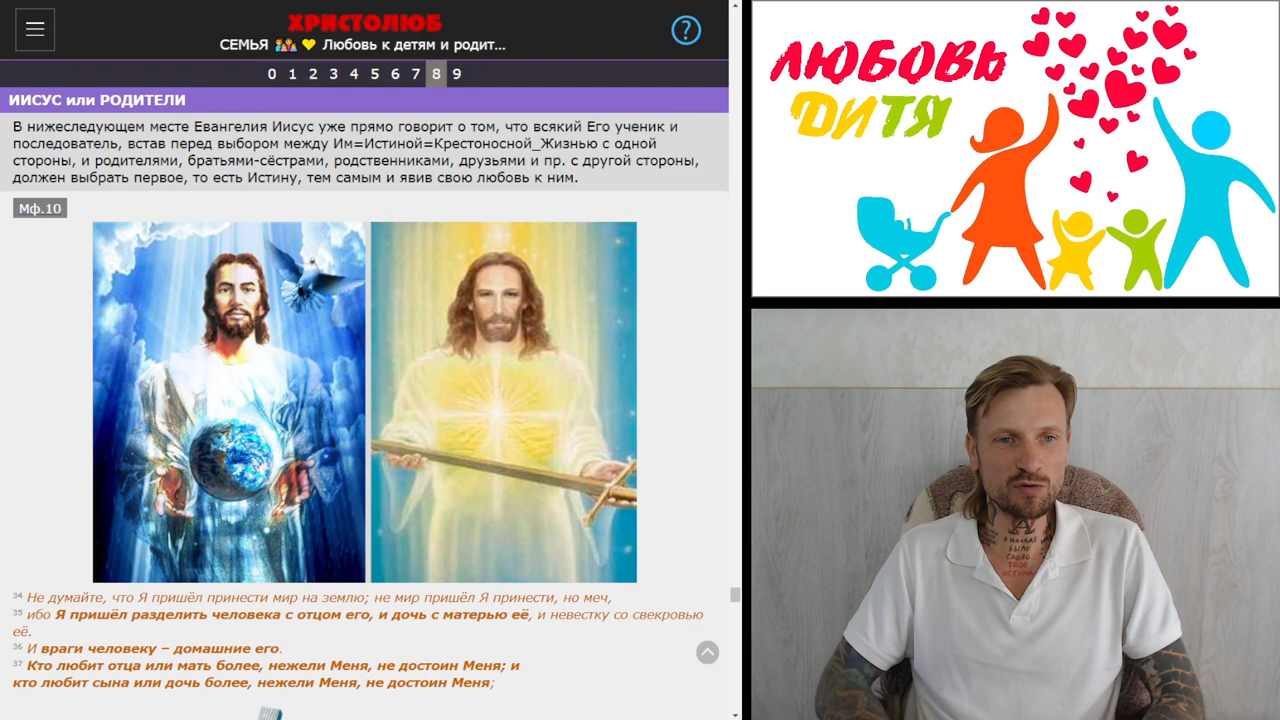 ХРИСТОЛЮБ
СЕМЬЯ 👨‍👩‍👧‍👦 💛 Любовь к детям и родит...
0 1 2 3 4 5 6 7 8 9
ИИСУС или РОДИТЕЛИ
В нижеследующем месте Евангелия Иисус уже прямо говорит о том, что всякий Его ученик и
последователь, встав перед выбором между Им=Истиной=Крестоносной_Жизнью с одной
стороны, и родителями, братьями-сёстрами, родственниками, друзьями и пр. с другой стороны,
должен выбрать первое, то есть Истину, тем самым и явив свою любовь к ним.
Мф.10
34 Не думайте, что Я пришёл принести мир на землю; не мир пришёл Я принести, но меч,
35 ибо Я пришёл разделить человека с отцом его, и дочь с матерью её, и невестку со свекровью
её.
36 И враги человеку – домашние его.
37 Кто любит отца или мать более, нежели Меня, не достоин Меня; и
кто любит сына или дочь более, нежели Меня, не достоин Меня;
ЛЮБОВЬ
ДИТЯ
В НАЧАЛЕ
БЫЛО
СЛОВО
ТВОЁ
ИСТИНА